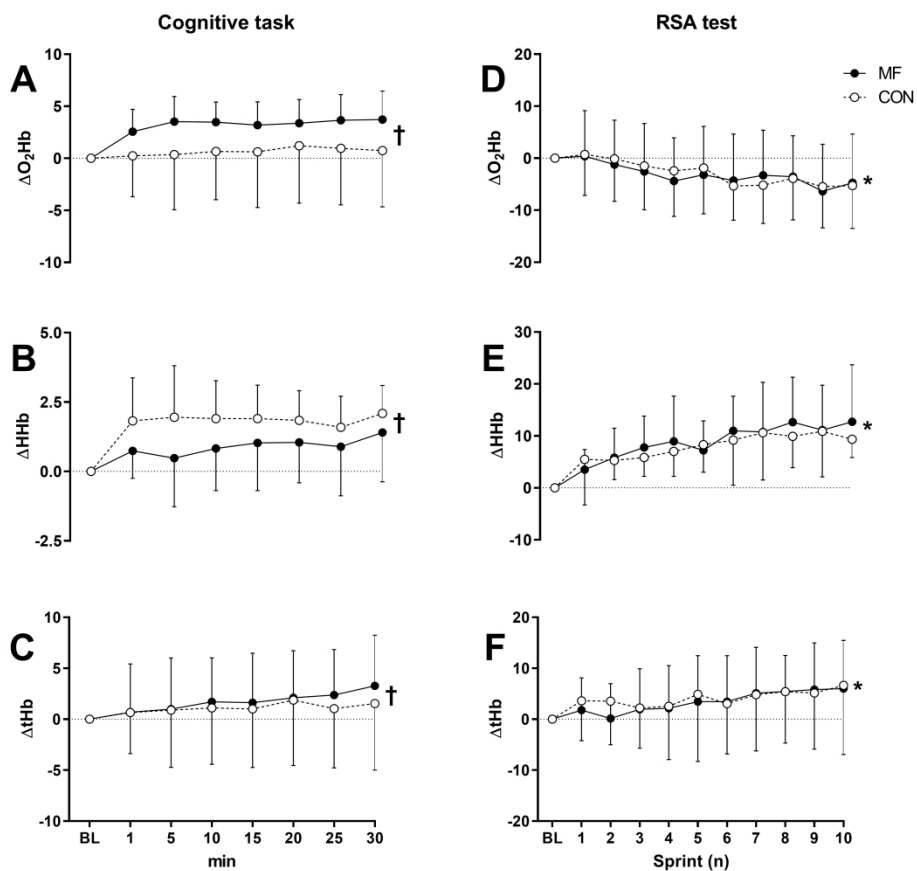 Cognitive task
RSA test
A
ΔO₂Hb
10
5
0
-5
-10
†
D
ΔO₂Hb
20
10
0
-10
-20
*
MF
CON
B
ΔHHb
5.0
2.5
0.0
-2.5
†
E
ΔHHb
30
20
10
0
-10
*
C
ΔtHb
10
5
0
-5
-10
†
BL 1 5 10 15 20 25 30
min
F
ΔtHb
20
10
0
-10
-20
*
BL 1 2 3 4 5 6 7 8 9 10
Sprint (n)